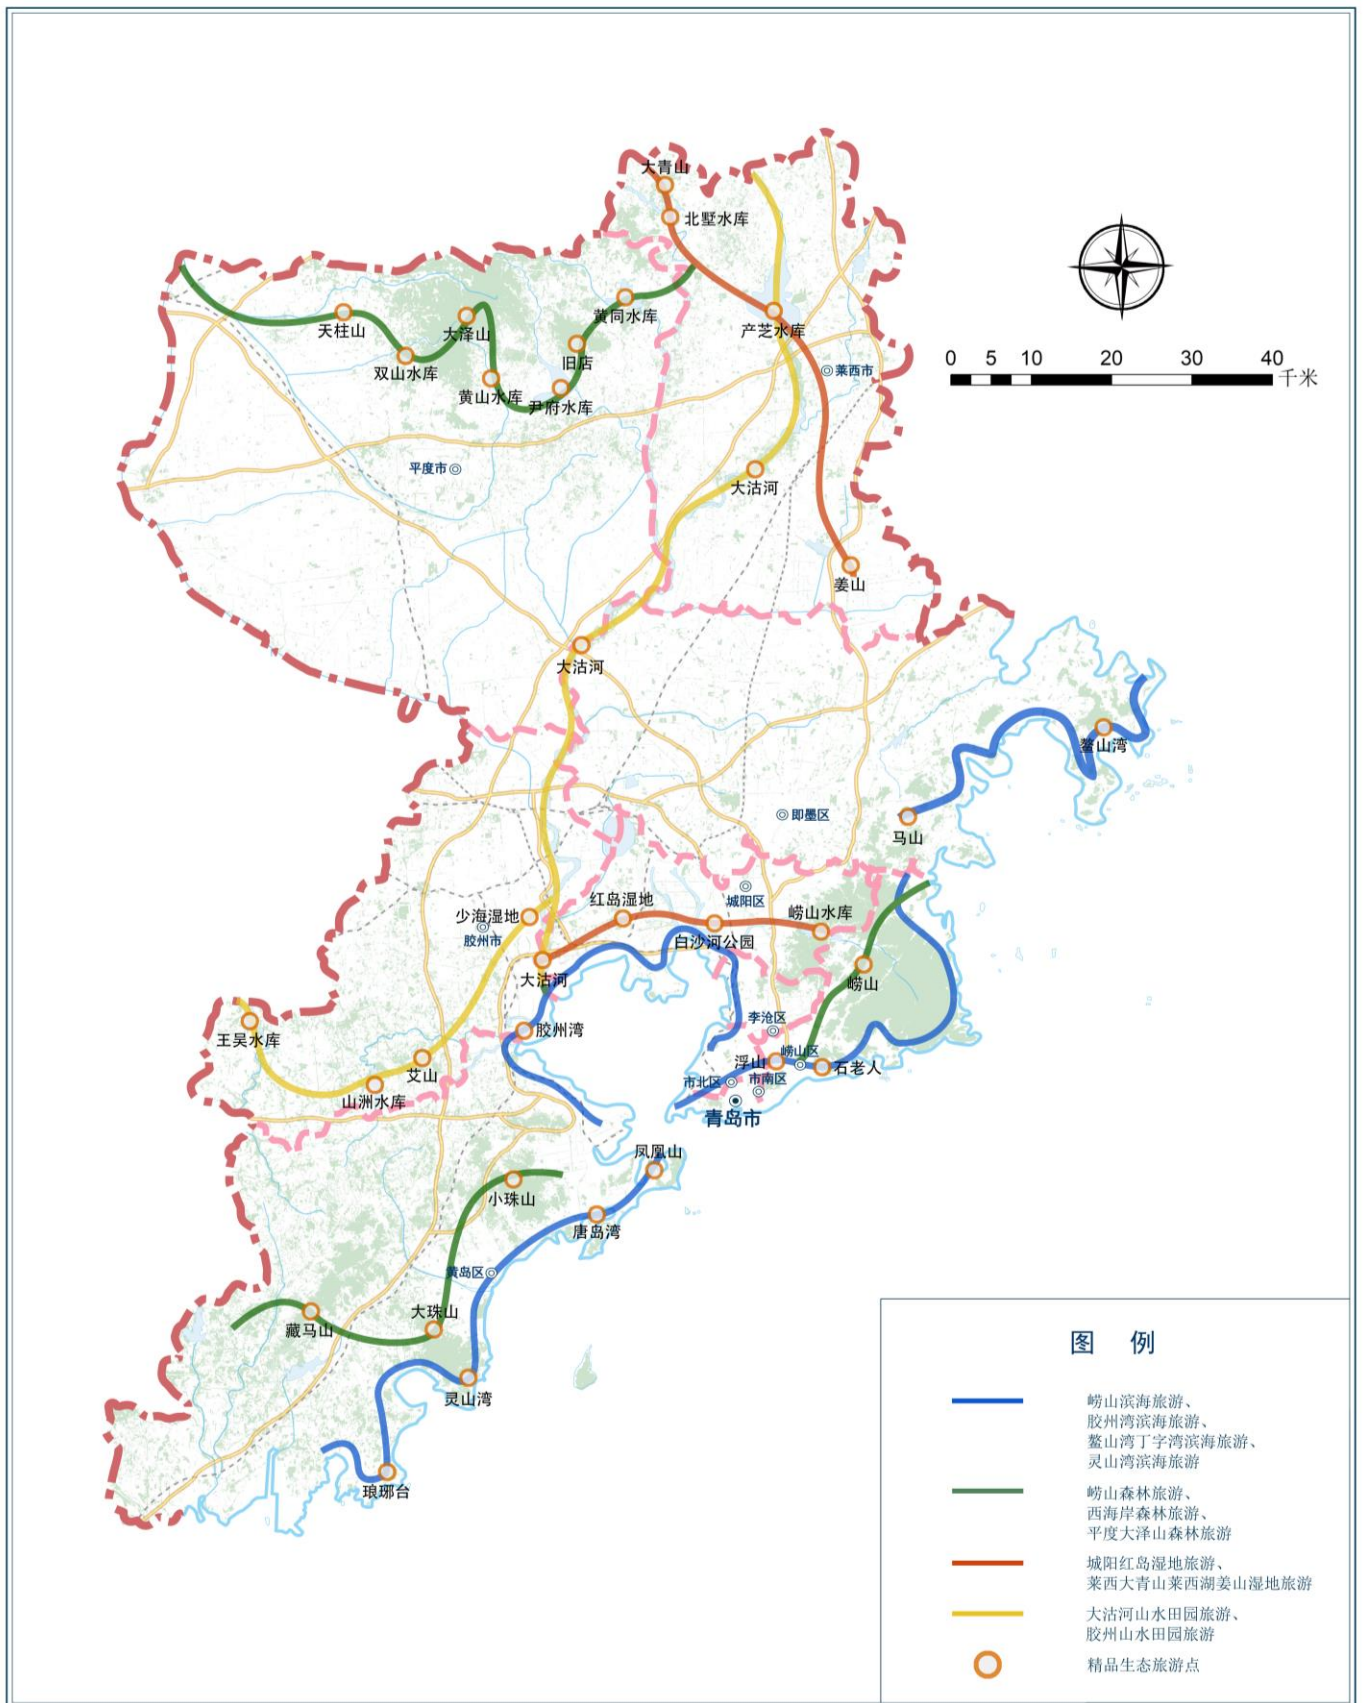 大青山
北墅水库
黄同水库
天柱山
大泽山
产芝水库
旧店
双山水库
莱西市
0 5 10 20 30 40 千米
黄山水库
尹府水库
平度市
大沽河
姜山
大沽河
鳌山湾
即墨区
马山
城阳区
红岛湿地
崂山水库
少海湿地
胶州市
白沙河公园
大沽河
崂山
李沧区
胶州湾
王吴水库
崂山区
浮山
石老人
艾山
市北区
市南区
山洲水库
青岛市
凤凰山
小珠山
唐岛湾
黄岛区
大珠山
藏马山
灵山湾
琅琊台
图 例
崂山滨海旅游、
胶州湾滨海旅游、
鳌山湾丁字湾滨海旅游、
灵山湾滨海旅游
崂山森林旅游、
西海岸森林旅游、
平度大泽山森林旅游
城阳红岛湿地旅游、
莱西大青山莱西湖姜山湿地旅游
大沽河山水田园旅游、
胶州山水田园旅游
精品生态旅游点